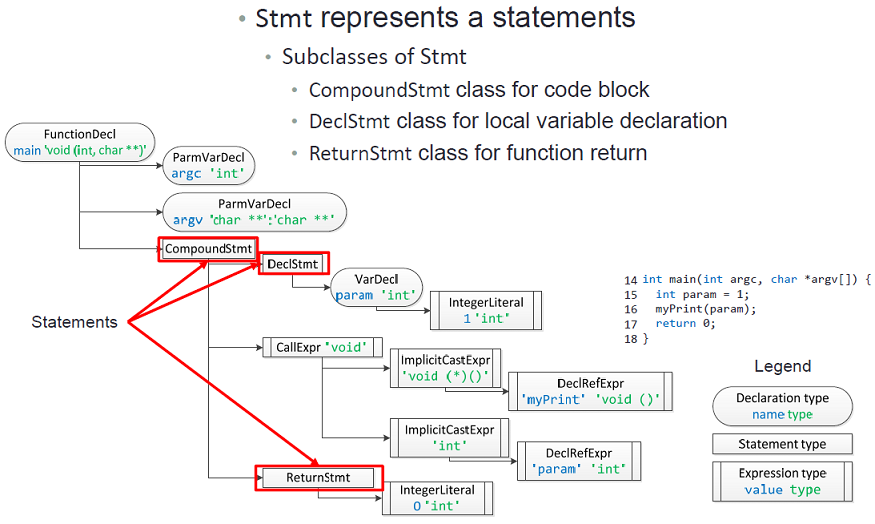 • Stmt represents a statements
• Subclasses of Stmt
• CompoundStmt class for code block
• DeclStmt class for local variable declaration
• ReturnStmt class for function return
FunctionDecl
main 'void (int, char **)'
ParmVarDecl
argc 'int'
ParmVarDecl
argv 'char **':'char **'
CompoundStmt
DeclStmt
VarDecl
param 'int'
IntegerLiteral
1 'int'
Statements
CallExpr 'void'
ImplicitCastExpr
'void (*)()'
DeclRefExpr
'myPrint' 'void ()'
ImplicitCastExpr
'int'
DeclRefExpr
'param' 'int'
ReturnStmt
IntegerLiteral
0 'int'
14 int main(int argc, char *argv[]) {
15 int param = 1;
16 myPrint(param);
17 return 0;
18 }
Legend
Declaration type
name type
Statement type
Expression type
value type